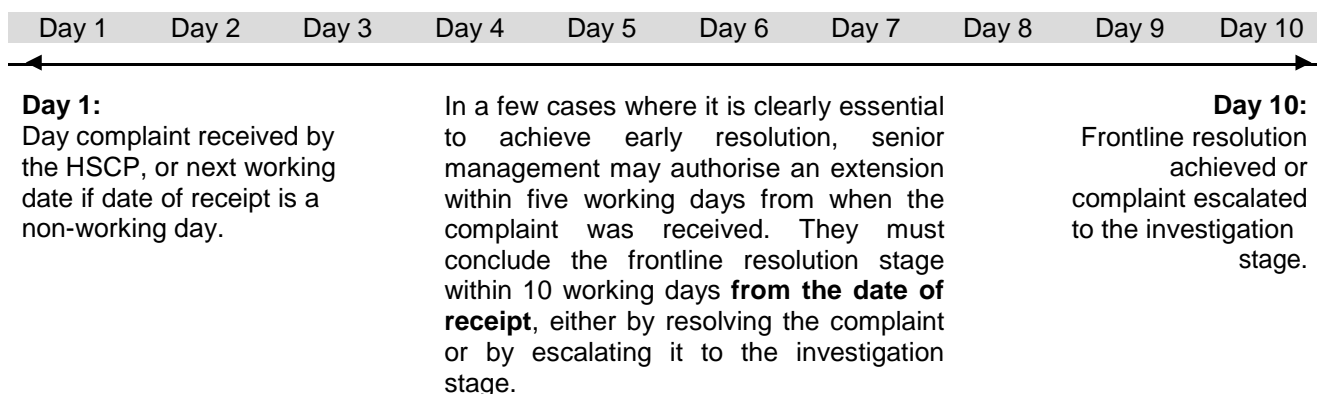 Day 1 Day 2 Day 3 Day 4 Day 5 Day 6 Day 7 Day 8 Day 9 Day 10
Day 1:
Day complaint received by
the HSCP, or next working
date if date of receipt is a
non-working day.
In a few cases where it is clearly essential
to achieve early resolution, senior
management may authorise an extension
within five working days from when the
complaint was received. They must
conclude the frontline resolution stage
within 10 working days from the date of
receipt, either by resolving the complaint
or by escalating it to the investigation
stage.
Day 10:
Frontline resolution
achieved or
complaint escalated
to the investigation
stage.